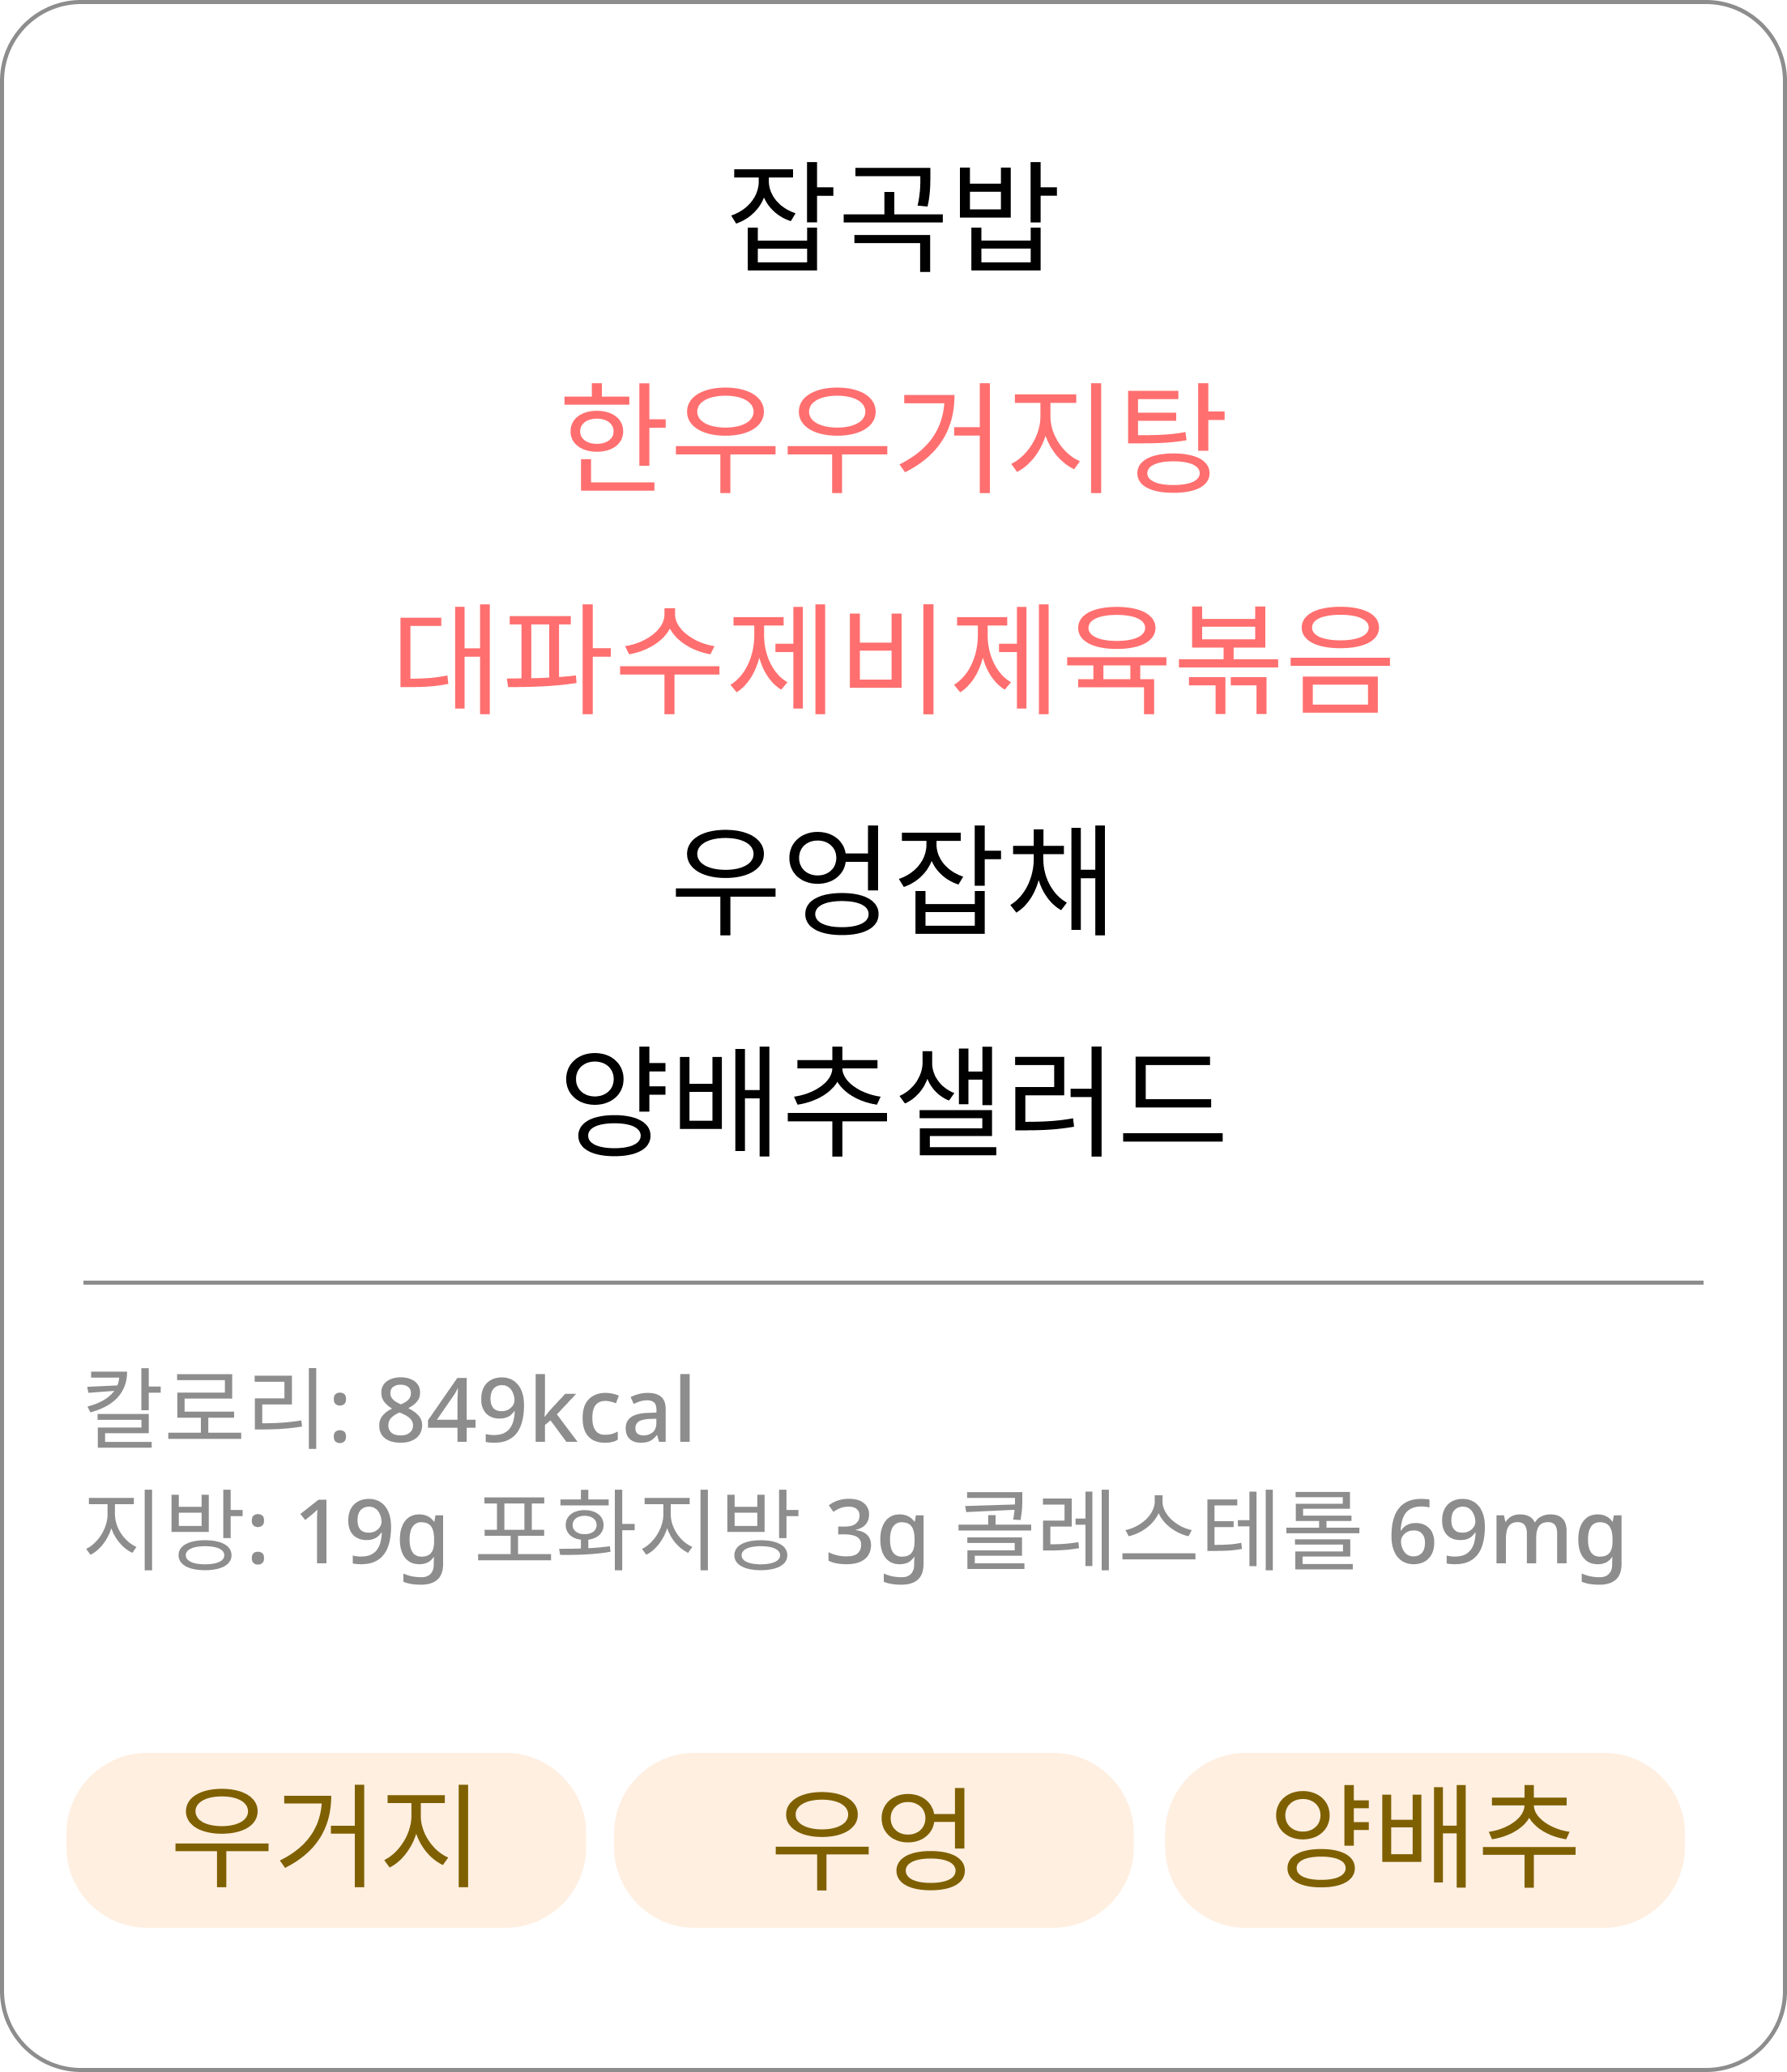 잡곡밥
한우우거지탕
대파수제비제육볶음
우엉잡채
양배추샐러드
칼로리: 849kcal
지방: 19g 포화지방 3g 콜레스테롤 69mg
우거지 우엉 양배추